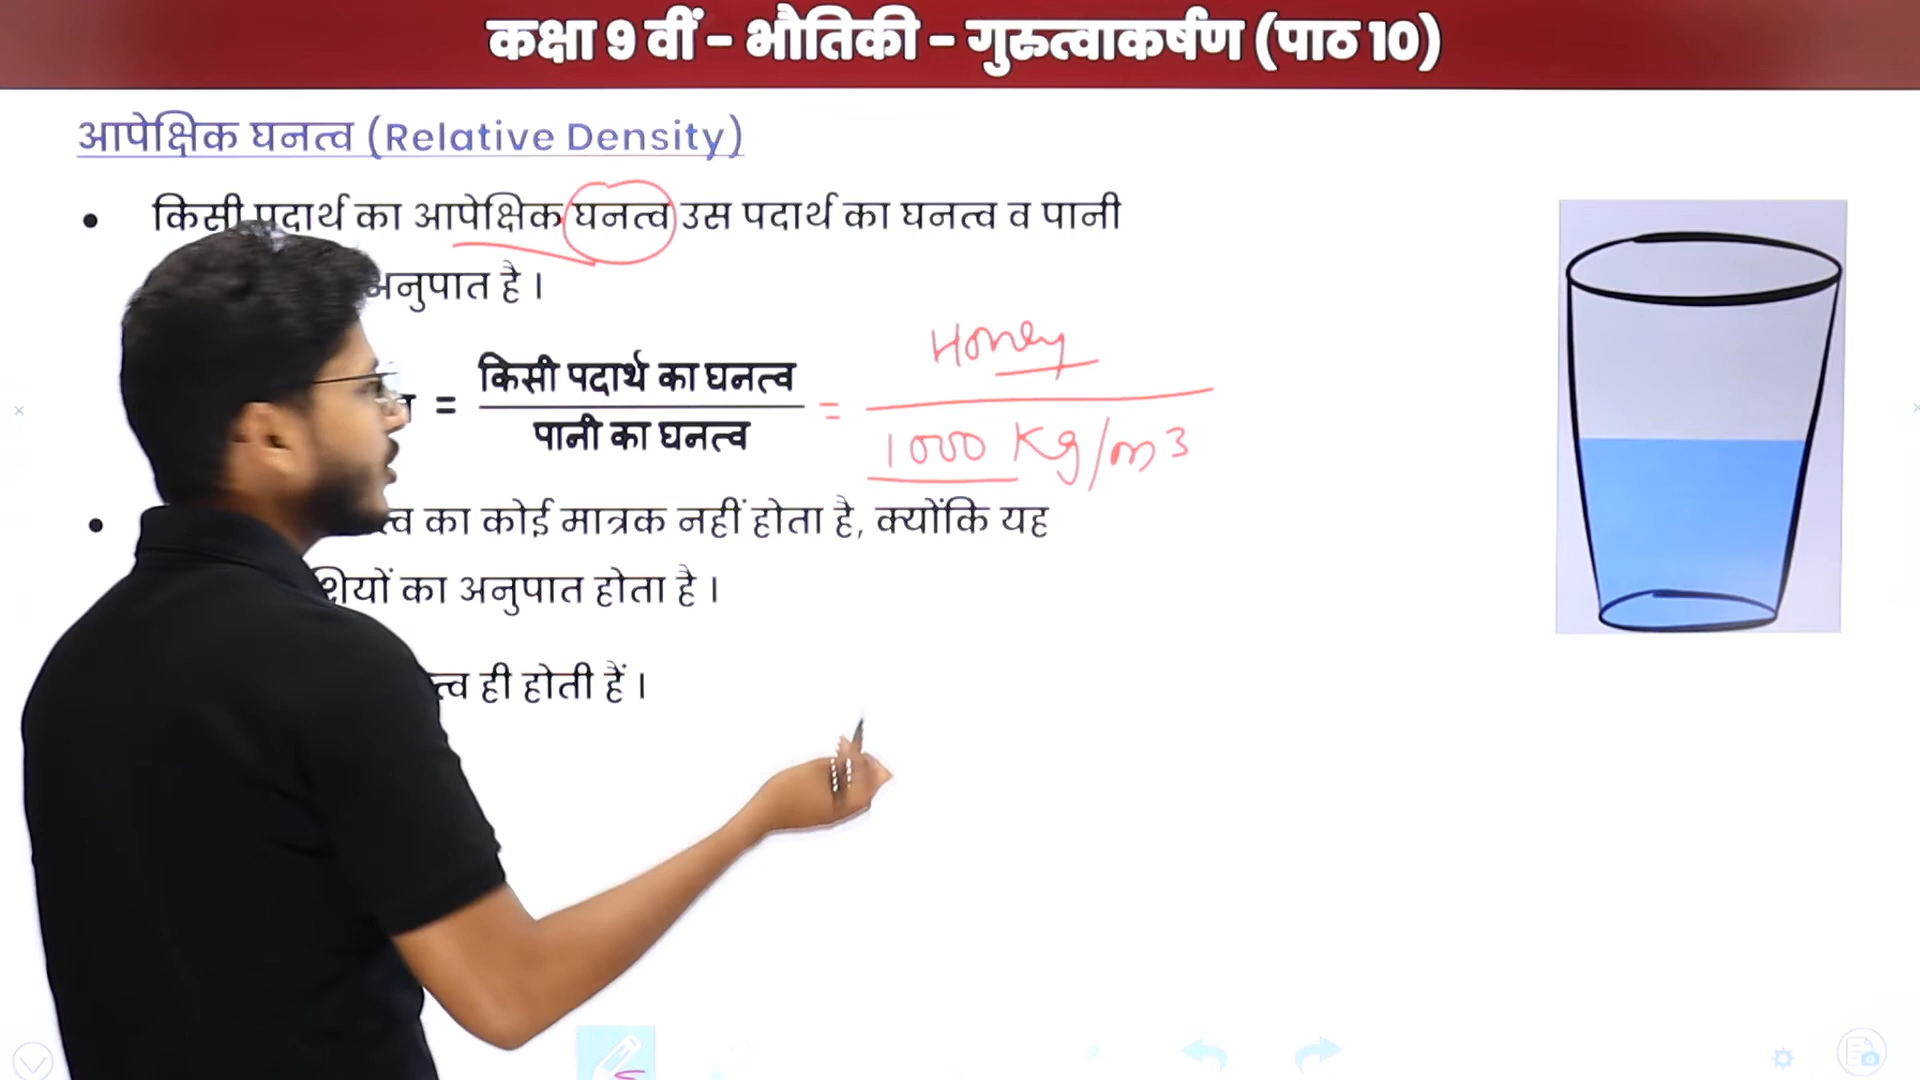 कक्षा 9 वीं - भौतिकी - गुरुत्वाकर्षण (पाठ 10)
आपेक्षिक घनत्व (Relative Density)
• किसी पदार्थ का आपेक्षिक घनत्व उस पदार्थ का घनत्व व पानी
अनुपात है।
= किसी पदार्थ का घनत्व = Honey
पानी का घनत्व 1000 Kg/m3
• का कोई मात्रक नहीं होता है, क्योंकि यह
का अनुपात होता है।
ही होती हैं।